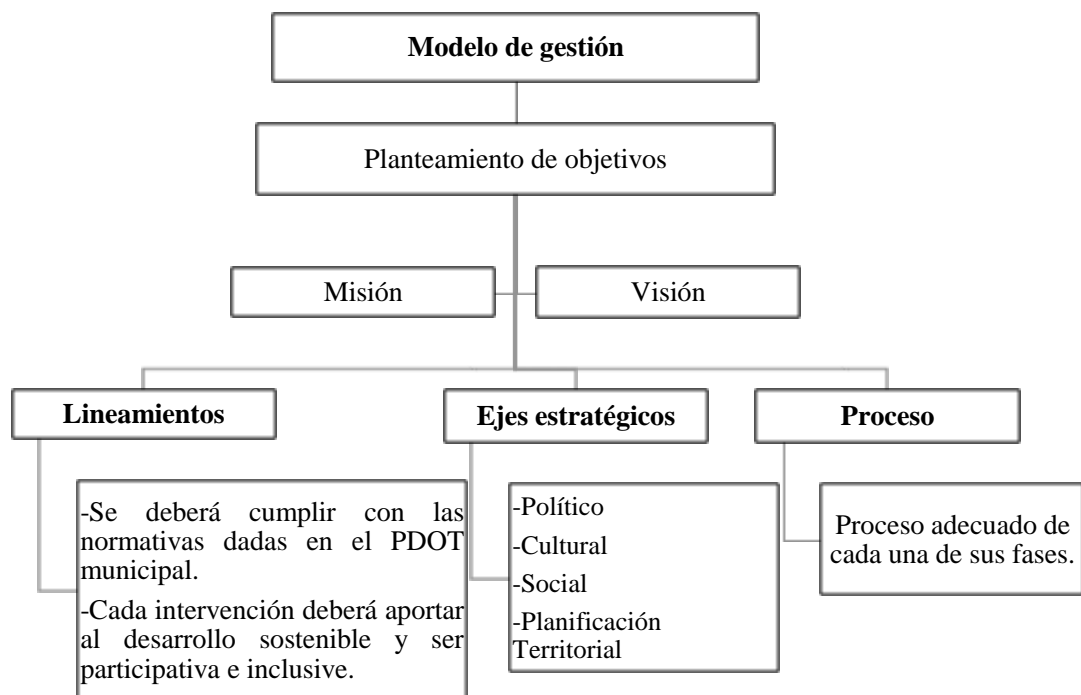 Modelo de gestión
Planteamiento de objetivos
Misión
Visión
Lineamientos
-Se deberá cumplir con las
normativas dadas en el PDOT
municipal.
-Cada intervención deberá aportar
al desarrollo sostenible y ser
participativa e inclusive.
Ejes estratégicos
-Político
-Cultural
-Social
-Planificación
Territorial
Proceso
Proceso adecuado de
cada una de sus fases.